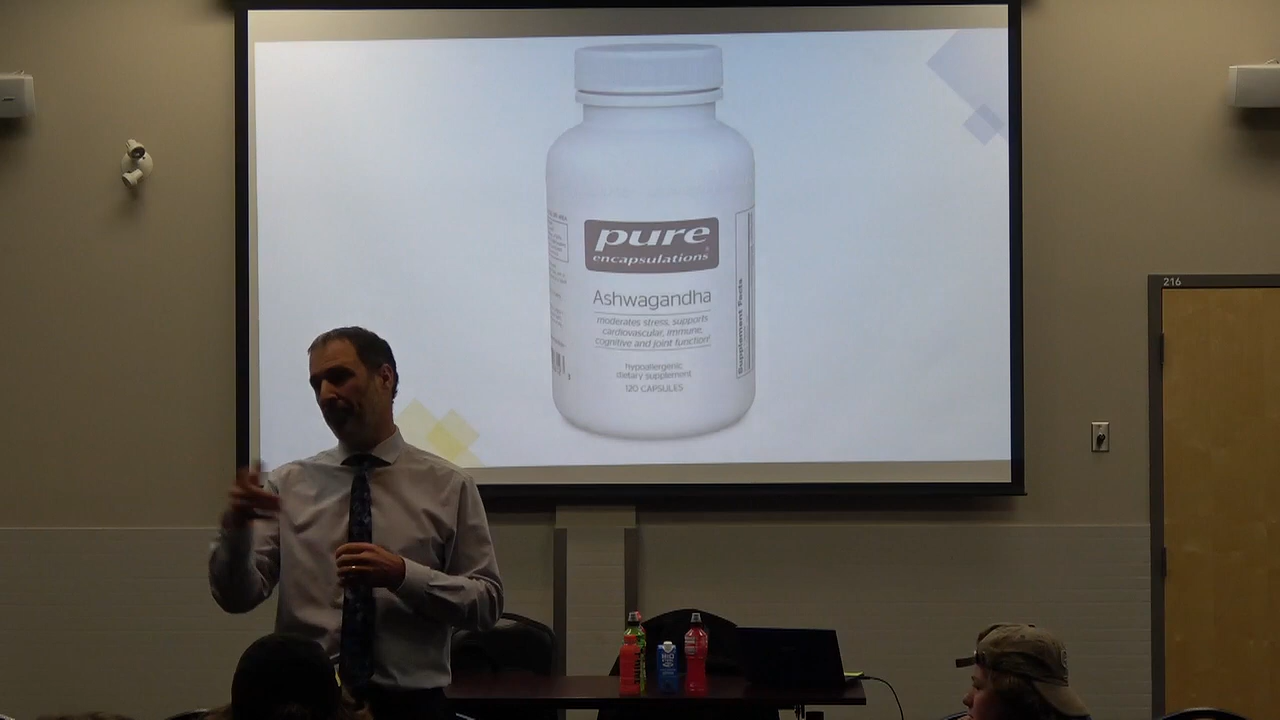 pure
encapsulations®
Ashwagandha
moderates stress, supports
cardiovascular, immune,
cognitive and joint function‡
hypoallergenic
dietary supplement
120 CAPSULES
Supplement Facts
216